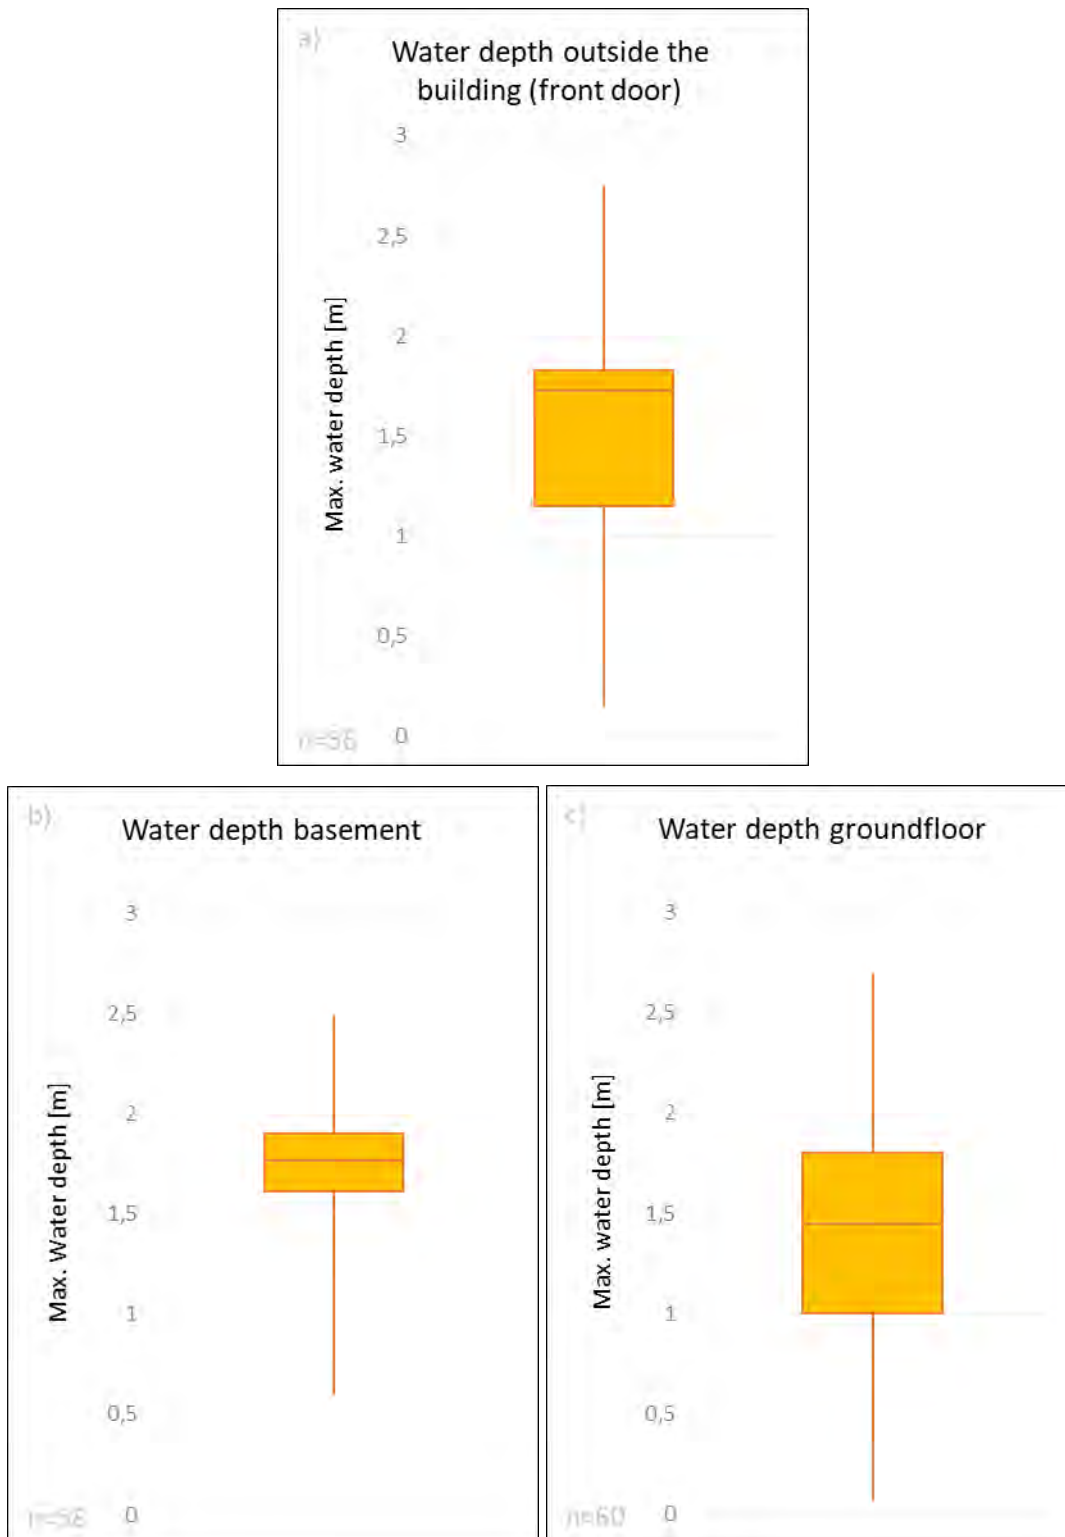 a)
Water depth outside the
building (front door)
3
2,5
2
1,5
1
0,5
0
Max. water depth [m]
b)
Water depth basement
3
2,5
2
1,5
1
0,5
0
Max. Water depth [m]
c)
Water depth groundfloor
3
2,5
2
1,5
1
0,5
0
Max. water depth [m]
n=60